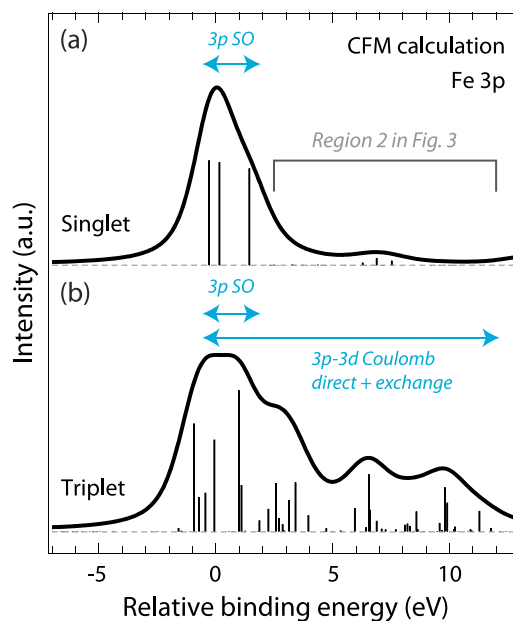 (a)
3p SO
CFM calculation
Fe 3p
Region 2 in Fig. 3
Singlet
(b)
3p SO
3p-3d Coulomb
direct + exchange
Triplet
Intensity (a.u.)
-5 0 5 10
Relative binding energy (eV)